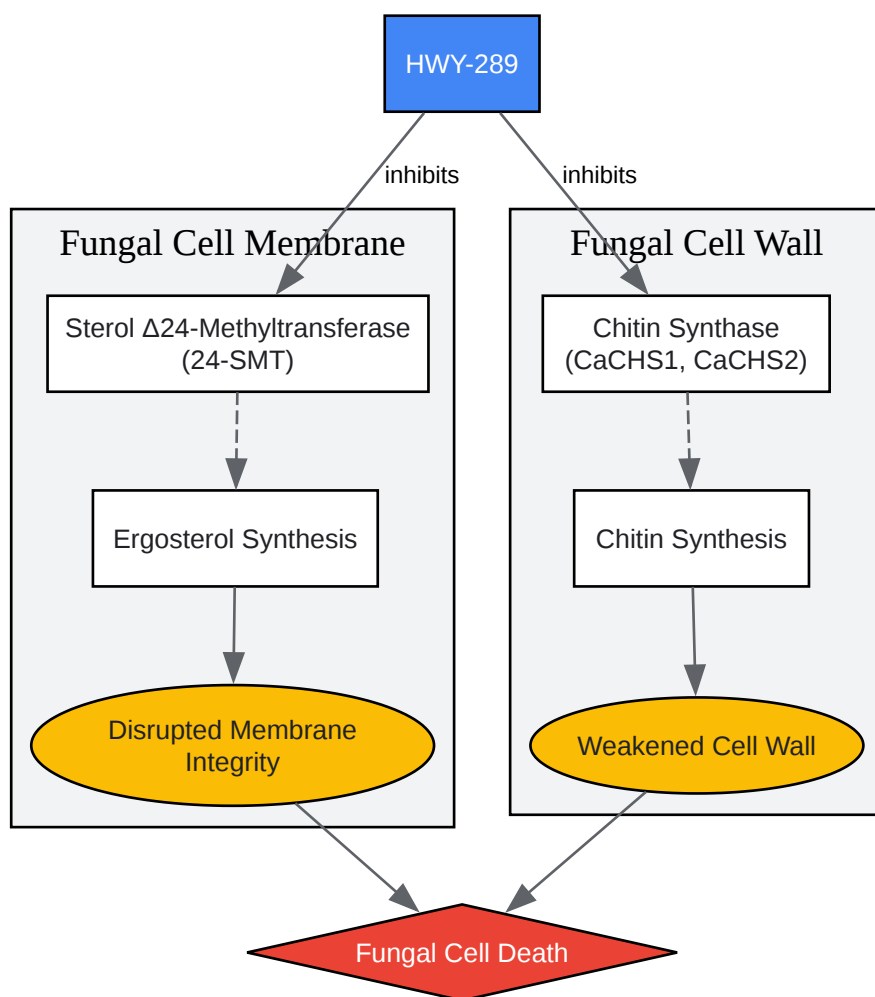 HWY-289
inhibits
inhibits
Fungal Cell Membrane
Sterol Δ24-Methyltransferase
(24-SMT)
Ergosterol Synthesis
Disrupted Membrane
Integrity
Fungal Cell Wall
Chitin Synthase
(CaCHS1, CaCHS2)
Chitin Synthesis
Weakened Cell Wall
Fungal Cell Death